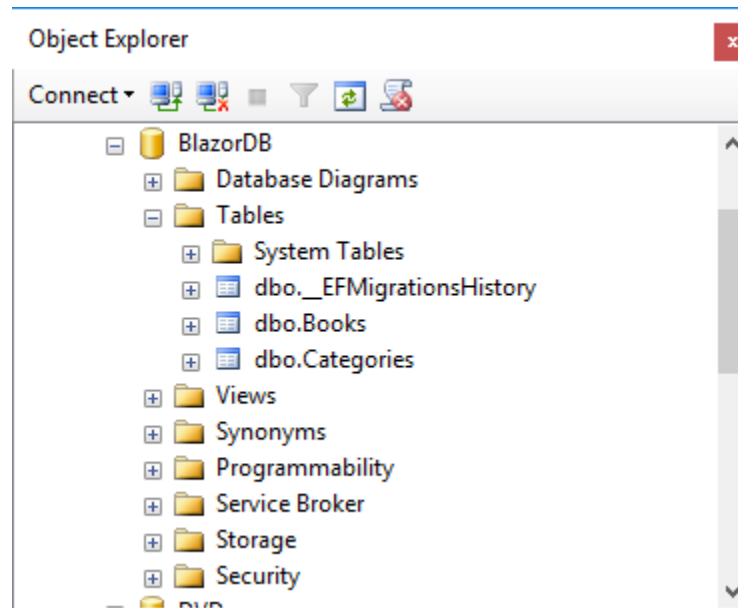 Object Explorer
Connect
BlazorDB
Database Diagrams
Tables
System Tables
dbo.__EFMigrationsHistory
dbo.Books
dbo.Categories
Views
Synonyms
Programmability
Service Broker
Storage
Security